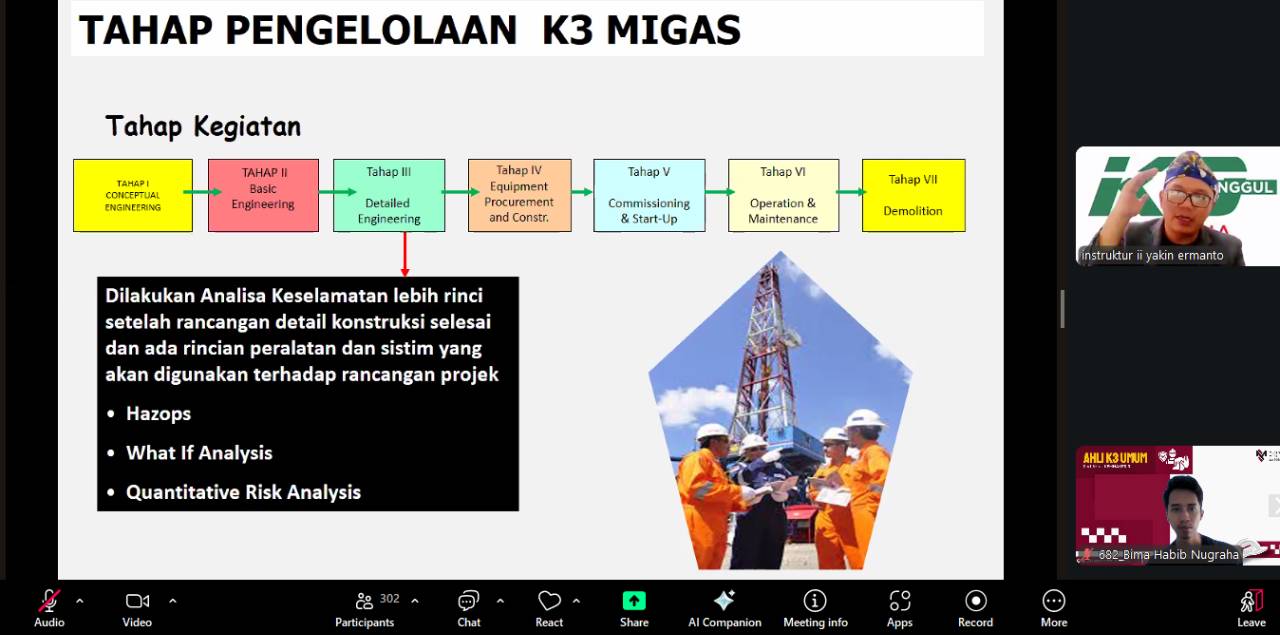 TAHAP PENGELOLAAN K3 MIGAS
Tahap Kegiatan
TAHAP I
CONCEPTUAL
ENGINEERING
TAHAP II
Basic
Engineering
Tahap III
Detailed
Engineering
Tahap IV
Equipment
Procurement
and Constr.
Tahap V
Commissioning
& Start-Up
Tahap VI
Operation &
Maintenance
Tahap VII
Demolition
Dilakukan Analisa Keselamatan lebih rinci
setelah rancangan detail konstruksi selesai
dan ada rincian peralatan dan sistim yang
akan digunakan terhadap rancangan projek
• Hazops
• What If Analysis
• Quantitative Risk Analysis
K3
NGGUL
instruktur ii yakin ermanto
AHLI K3 UMUM
682_Bima Habib Nugraha
Audio
Video
302
Participants
Chat
React
Share
AI Companion
Meeting info
Apps
Record
More
Leave